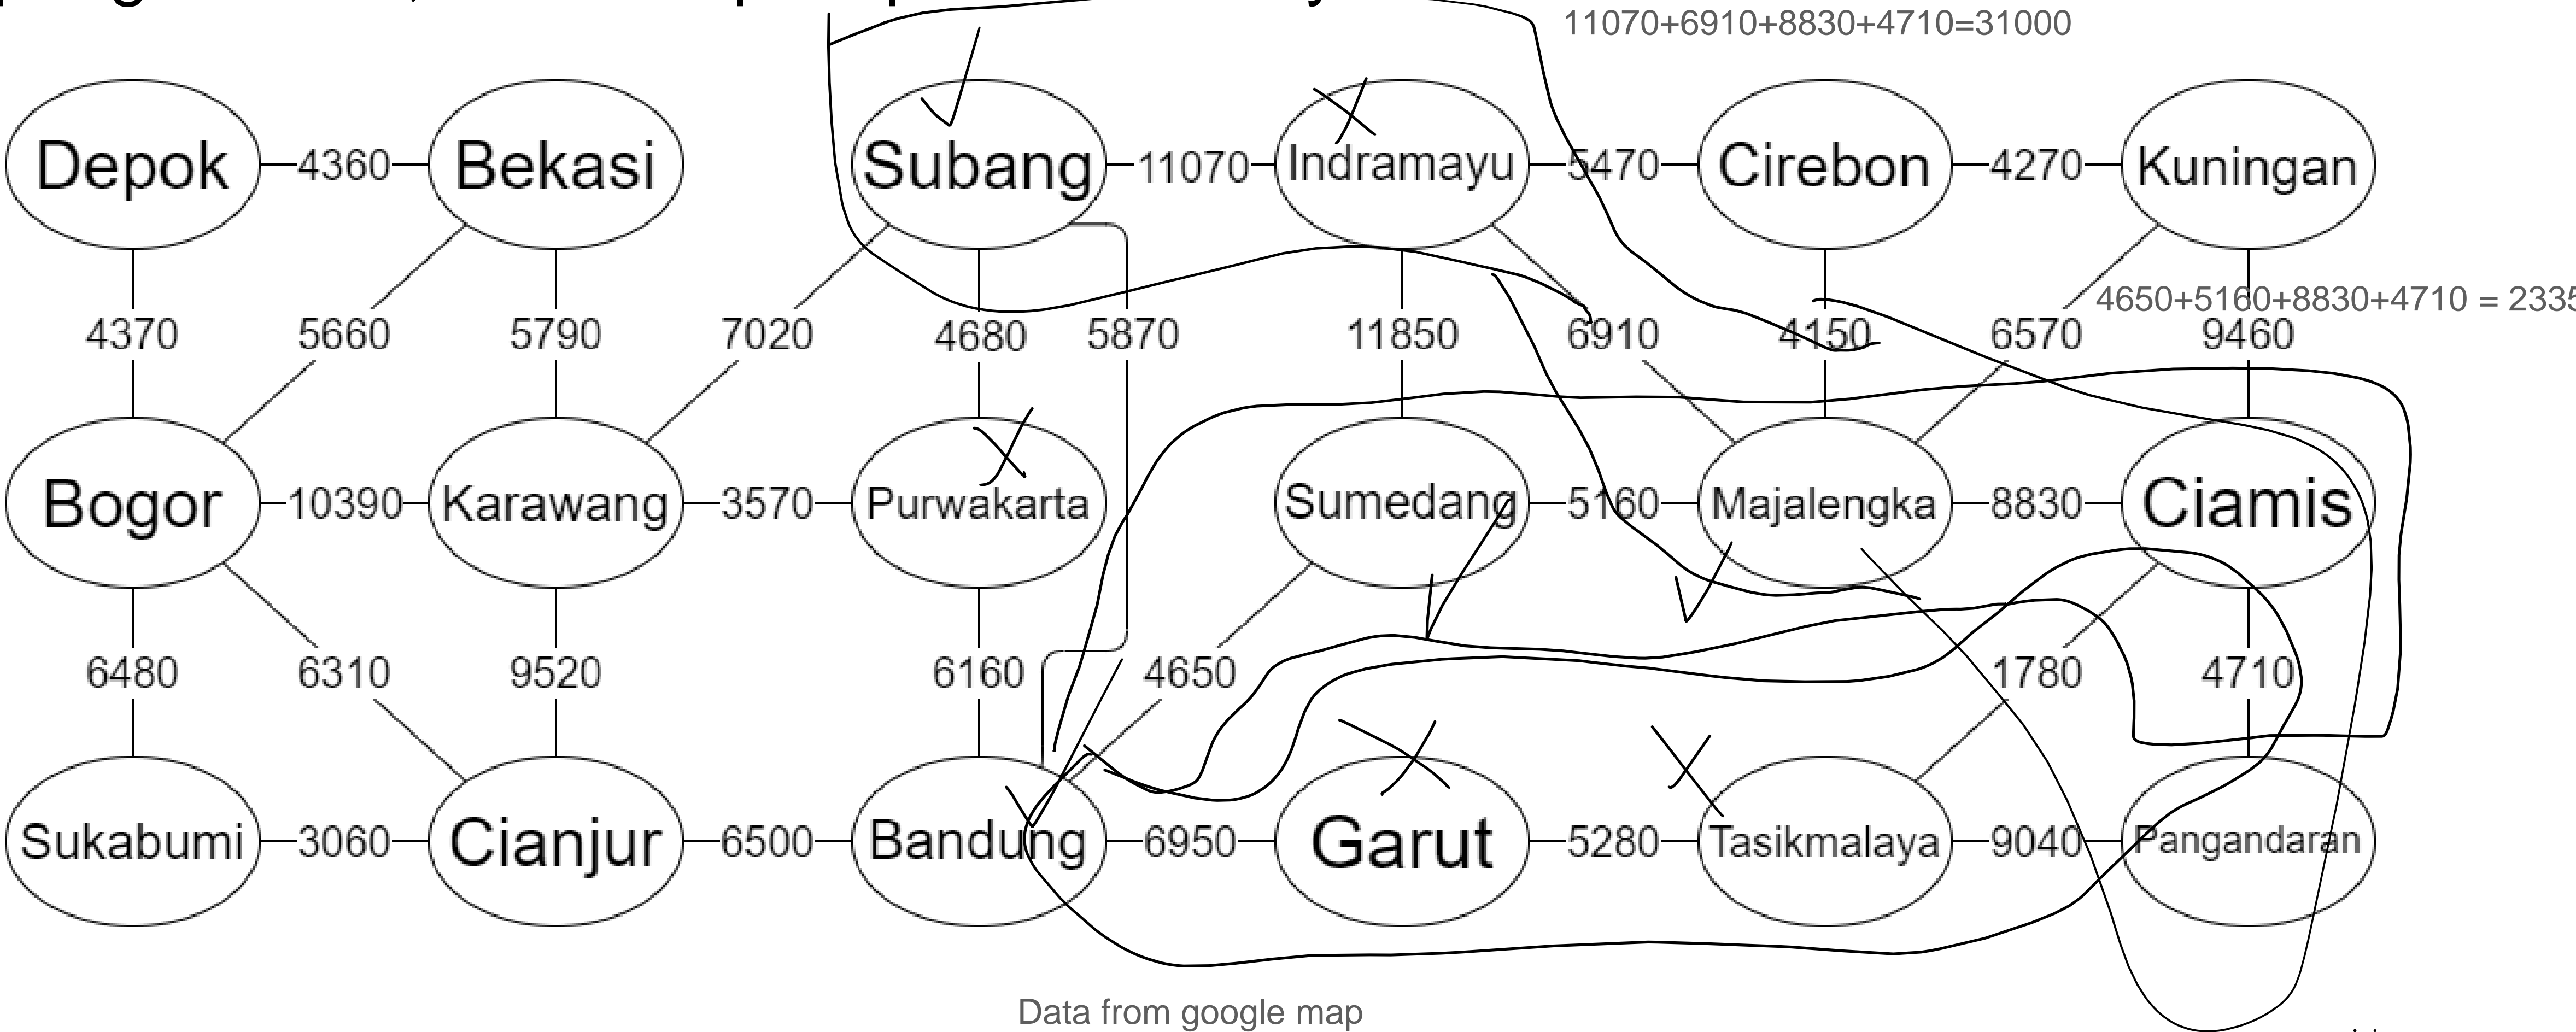 11070+6910+8830+4710=31000
Depok 4360 Bekasi Subang 11070 Indramayu 5470 Cirebon 4270 Kuningan
4650+5160+8830+4710 = 2335
4370 5660 5790 7020 4680 5870 11850 6910 4150 6570 9460
Bogor 10390 Karawang 3570 Purwakarta Sumedang 5160 Majalengka 8830 Ciamis
6480 6310 9520 6160 4650 1780 4710
Sukabumi 3060 Cianjur 6500 Bandung 6950 Garut 5280 Tasikmalaya 9040 Pangandaran
Data from google map